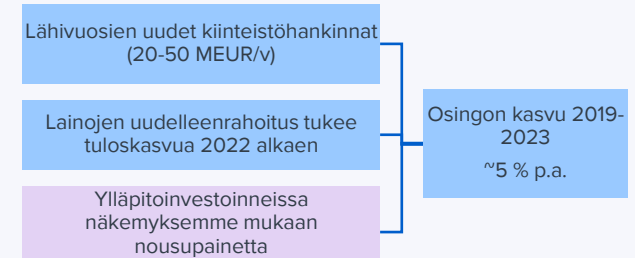 Lähivuosien uudet kiinteistöhankinnat
(20-50 MEUR/v)
Lainojen uudelleenrahoitus tukee
tuloskasvua 2022 alkaen
Ylläpitoinvestoinneissa
näkemyksemme mukaan
nousupainetta
Osingon kasvu 2019-
2023
~5 % p.a.